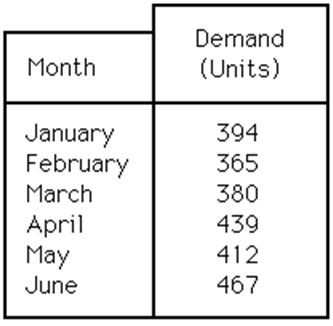 Month Demand
(Units)
January 394
February 365
March 380
April 439
May 412
June 467